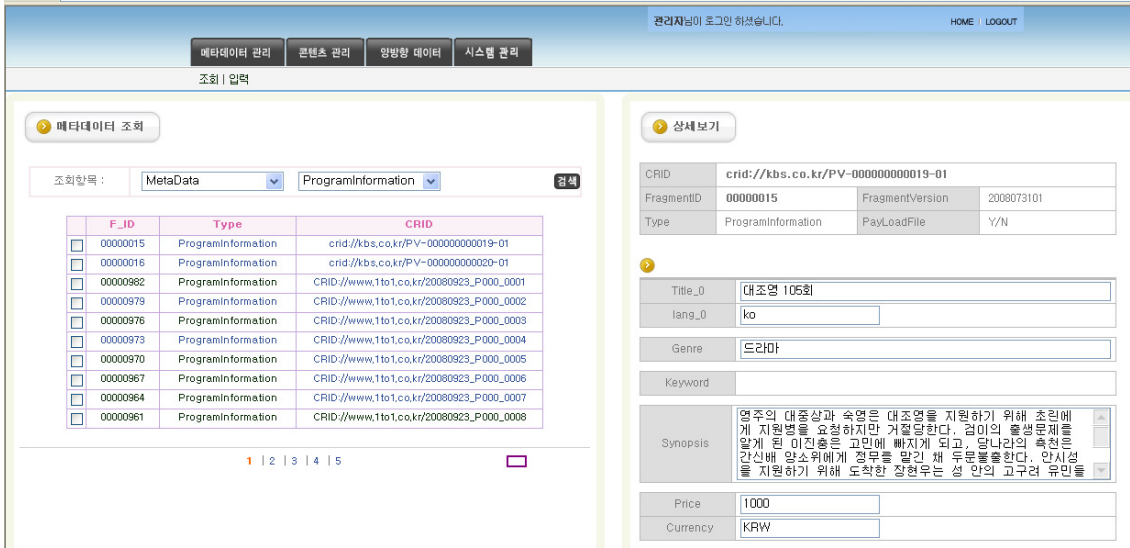 관리자님이 로그인 하셨습니다. HOME | LOGOUT
메타데이터 관리 콘텐츠 관리 양방향 데이터 시스템 관리
조회 | 입력
메타데이터 조회
조회항목 : MetaData ProgramInformation 검색
F_ID Type CRID
00000015 ProgramInformation crid://kbs,co,kr/PV-000000000019-01
00000016 ProgramInformation crid://kbs,co,kr/PV-000000000020-01
00000982 ProgramInformation CRID://www,1to1,co,kr/20080923_P000_0001
00000979 ProgramInformation CRID://www,1to1,co,kr/20080923_P000_0002
00000976 ProgramInformation CRID://www,1to1,co,kr/20080923_P000_0003
00000973 ProgramInformation CRID://www,1to1,co,kr/20080923_P000_0004
00000970 ProgramInformation CRID://www,1to1,co,kr/20080923_P000_0005
00000967 ProgramInformation CRID://www,1to1,co,kr/20080923_P000_0006
00000964 ProgramInformation CRID://www,1to1,co,kr/20080923_P000_0007
00000961 ProgramInformation CRID://www,1to1,co,kr/20080923_P000_0008
1 | 2 | 3 | 4 | 5
상세보기
CRID crid://kbs.co.kr/PV-000000000019-01
FragmentID 00000015 FragmentVersion 2008073101
Type ProgramInformation PayLoadFile Y/N
Title_0 대조영 105회
lang_0 ko
Genre 드라마
Keyword
Synopsis
영주의 대중상과 숙영은 대조영을 지원하기 위해 초린에
게 지원병을 요청하지만 거절당한다. 검이의 출생문제를
알게 된 이진충은 고민에 빠지게 되고, 당나라의 측천은
간신배 양소위에게 정무를 맡긴 채 두문불출한다. 안시성
을 지원하기 위해 도착한 장현우는 성 안의 고구려 유민들
Price 1000
Currency KRW